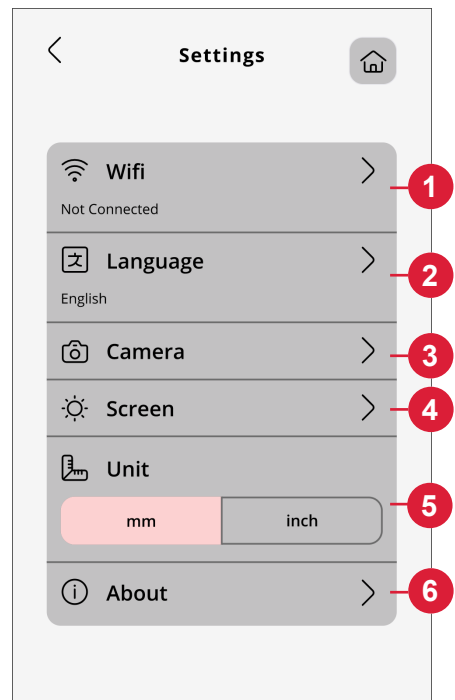 Settings
Wifi
1
Not Connected
Language
2
English
Camera
3
Screen
4
Unit
mm inch
5
About
6